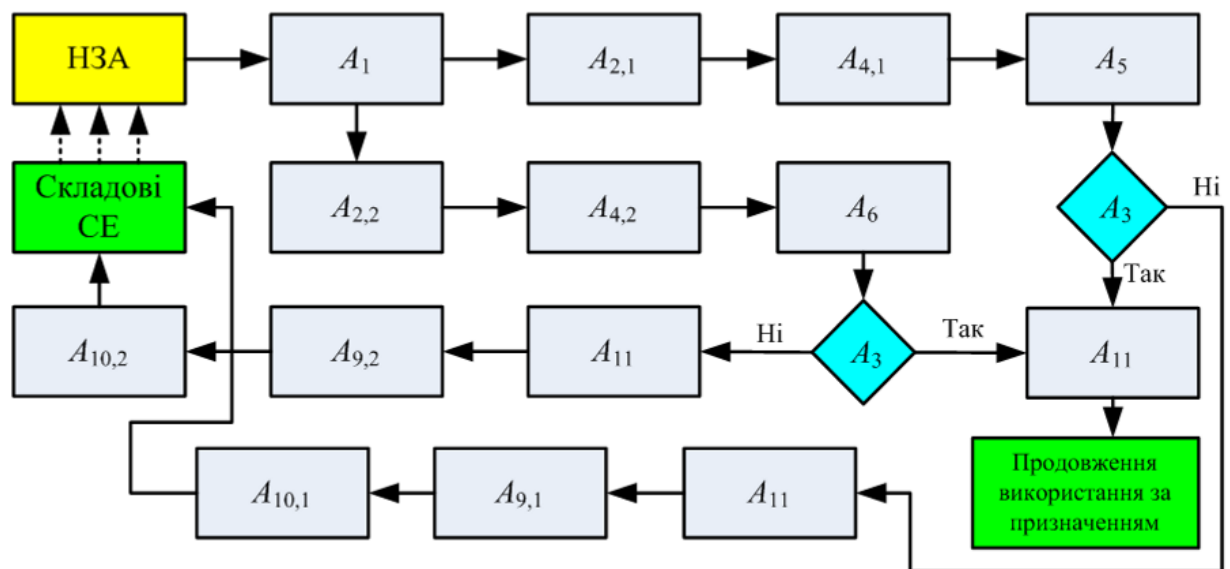 НЗА
A1
A2,1
A4,1
A5
Складові
СЕ
A2,2
A4,2
A6
A3
Ні
Так
A10,2
A9,2
A11
Ні
A3
Так
A11
A10,1
A9,1
A11
Продовження
використання за
призначенням